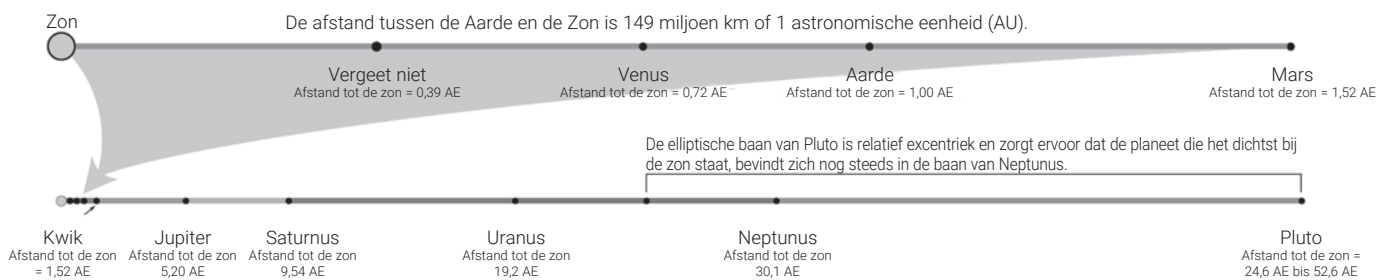 Zon
De afstand tussen de Aarde en de Zon is 149 miljoen km of 1 astronomische eenheid (AU).
Vergeet niet
Afstand tot de zon = 0,39 AE
Venus
Afstand tot de zon = 0,72 AE
Aarde
Afstand tot de zon = 1,00 AE
Mars
Afstand tot de zon = 1,52 AE
De elliptische baan van Pluto is relatief excentriek en zorgt ervoor dat de planeet die het dichtst bij
de zon staat, bevindt zich nog steeds in de baan van Neptunus.
Kwik
Afstand tot de zon
= 1,52 AE
Jupiter
Afstand tot de zon
5,20 AE
Saturnus
Afstand tot de zon
9,54 AE
Uranus
Afstand tot de zon
19,2 AE
Neptunus
Afstand tot de zon
30,1 AE
Pluto
Afstand tot de zon =
24,6 AE bis 52,6 AE